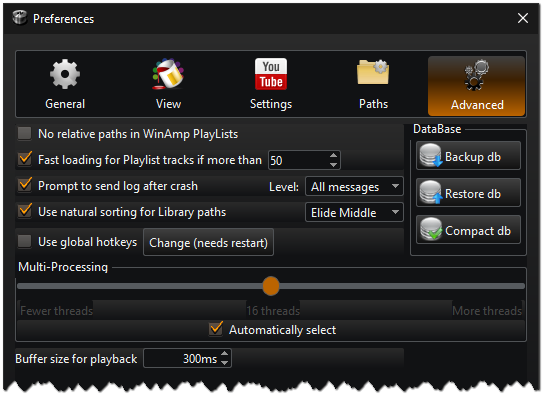 Preferences
You
Tube
General
View
Settings
Paths
Advanced
No relative paths in WinAmp PlayLists
Fast loading for Playlist tracks if more than 50
Prompt to send log after crash Level: All messages
Use natural sorting for Library paths Elide Middle
Use global hotkeys Change (needs restart)
DataBase
Backup db
Restore db
Compact db
Multi-Processing
Fewer threads 16 threads More threads
Automatically select
Buffer size for playback 300ms